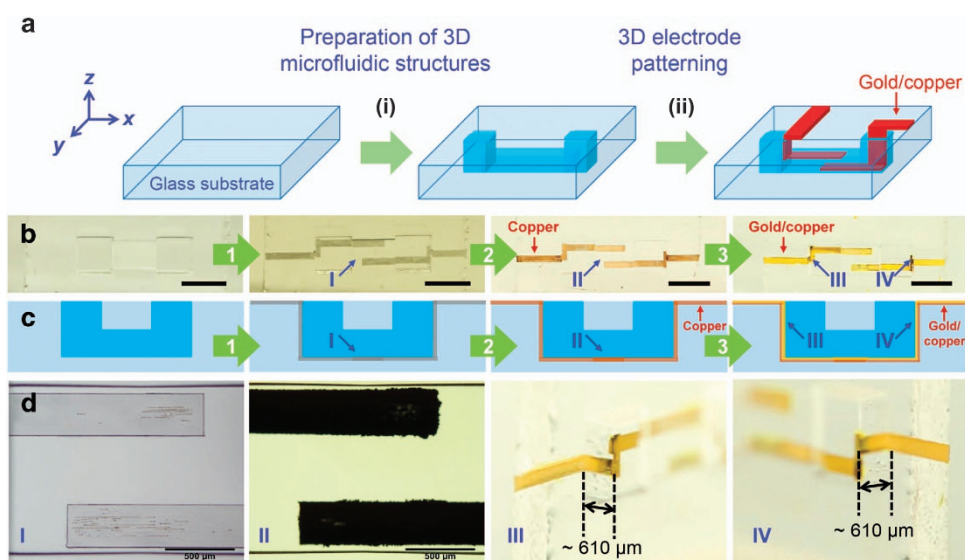 a
Preparation of 3D
microfluidic structures
3D electrode
patterning
Gold/copper
z
x
y
(i)
(ii)
Glass substrate
b
1
I
2
Copper
II
3
Gold/copper
III
IV
c
1
I
2
II
Copper
3
III
IV
Gold/
copper
d
I
500 μm
II
500 μm
III
~ 610 μm
IV
~ 610 μm